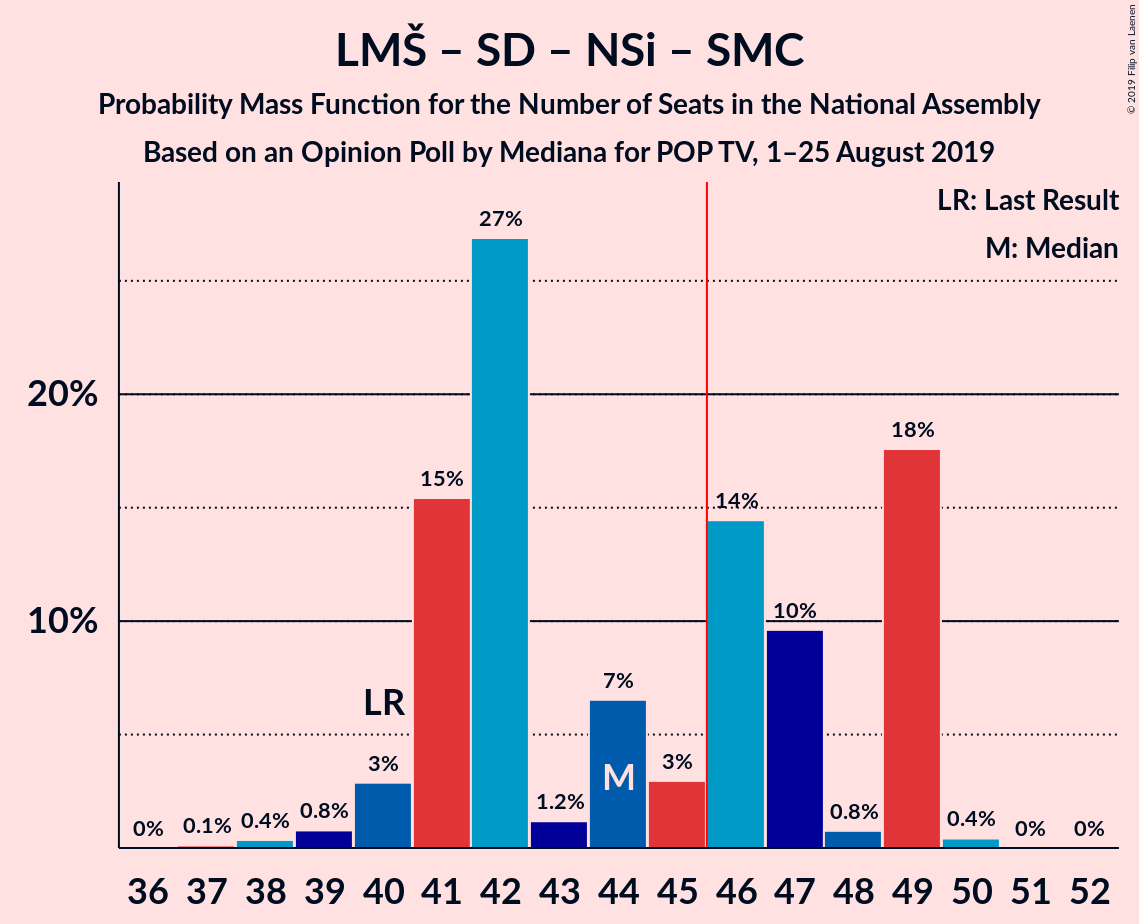 LMŠ – SD – NSi – SMC
Probability Mass Function for the Number of Seats in the National Assembly
Based on an Opinion Poll by Mediana for POP TV, 1–25 August 2019
© 2019 Filip van Laenen
LR: Last Result
M: Median
27%
20%
18%
15%
14%
10%
10%
LR
7%
3%
M
3%
0%
0.1%
0.4%
0.8%
1.2%
0.8%
0.4%
0%
0%
36 37 38 39 40 41 42 43 44 45 46 47 48 49 50 51 52